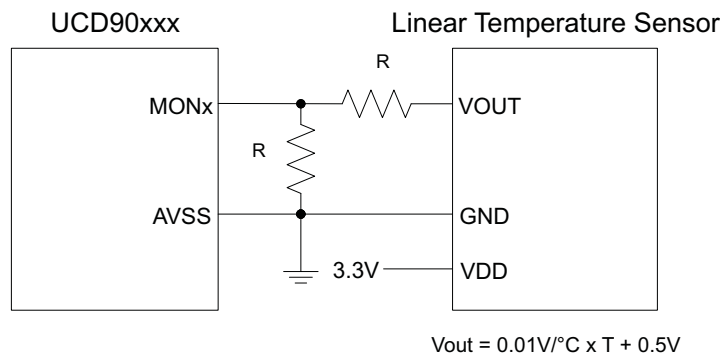 UCD90xxx
Linear Temperature Sensor
R
MONx
VOUT
R
AVSS
GND
3.3V
VDD
Vout = 0.01V/°C x T + 0.5V